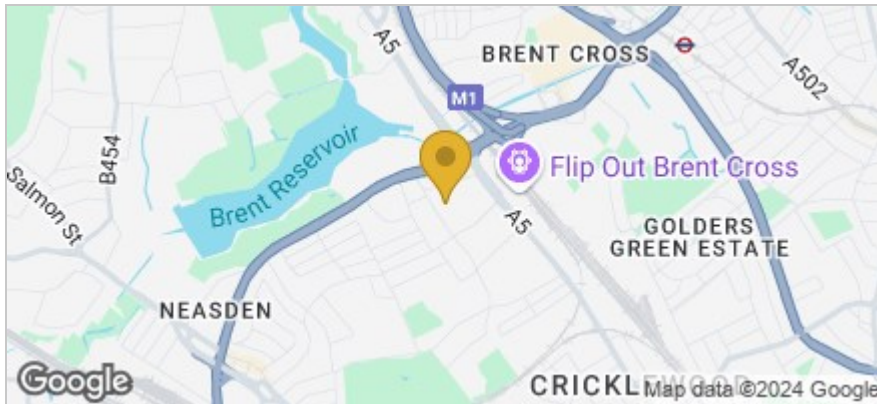 A5
BRENT CROSS
A502
M1
B454
Brent Reservoir
Flip Out Brent Cross
Salmon St
A5
GOLDERS
GREEN ESTATE
NEASDEN
Google
CRICKLEWOOD
Map data ©2024 Google